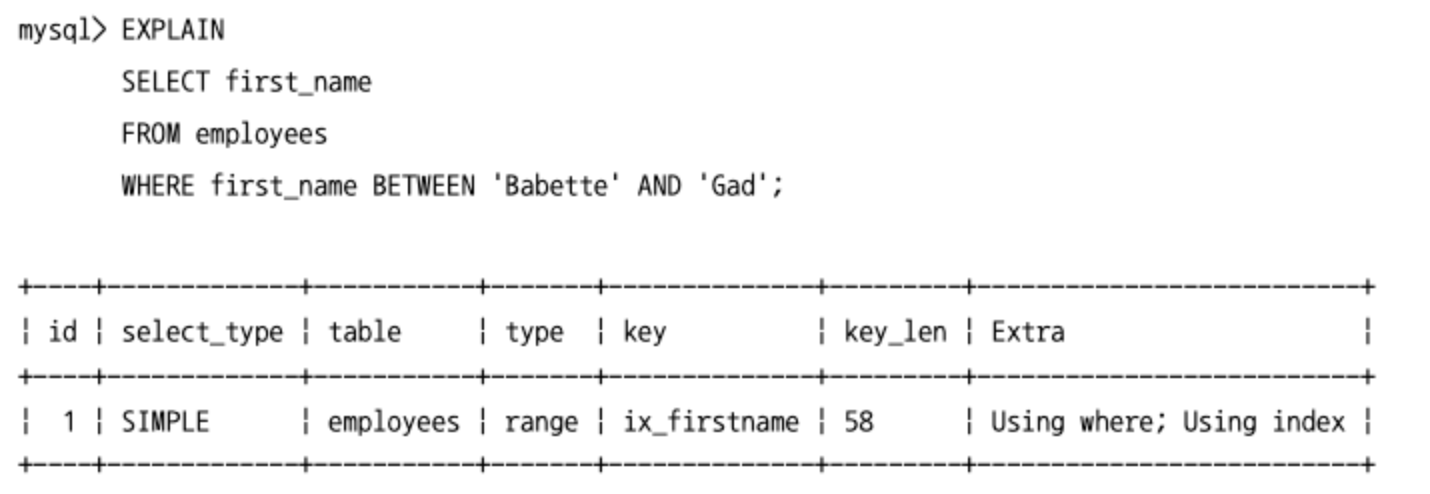 mysql> EXPLAIN
SELECT first_name
FROM employees
WHERE first_name BETWEEN 'Babette' AND 'Gad';
+----+-------------+-----------+-------+--------------+---------+--------------------------+
| id | select_type | table     | type  | key          | key_len | Extra                    |
+----+-------------+-----------+-------+--------------+---------+--------------------------+
|  1 | SIMPLE      | employees | range | ix_firstname | 58      | Using where; Using index |
+----+-------------+-----------+-------+--------------+---------+--------------------------+